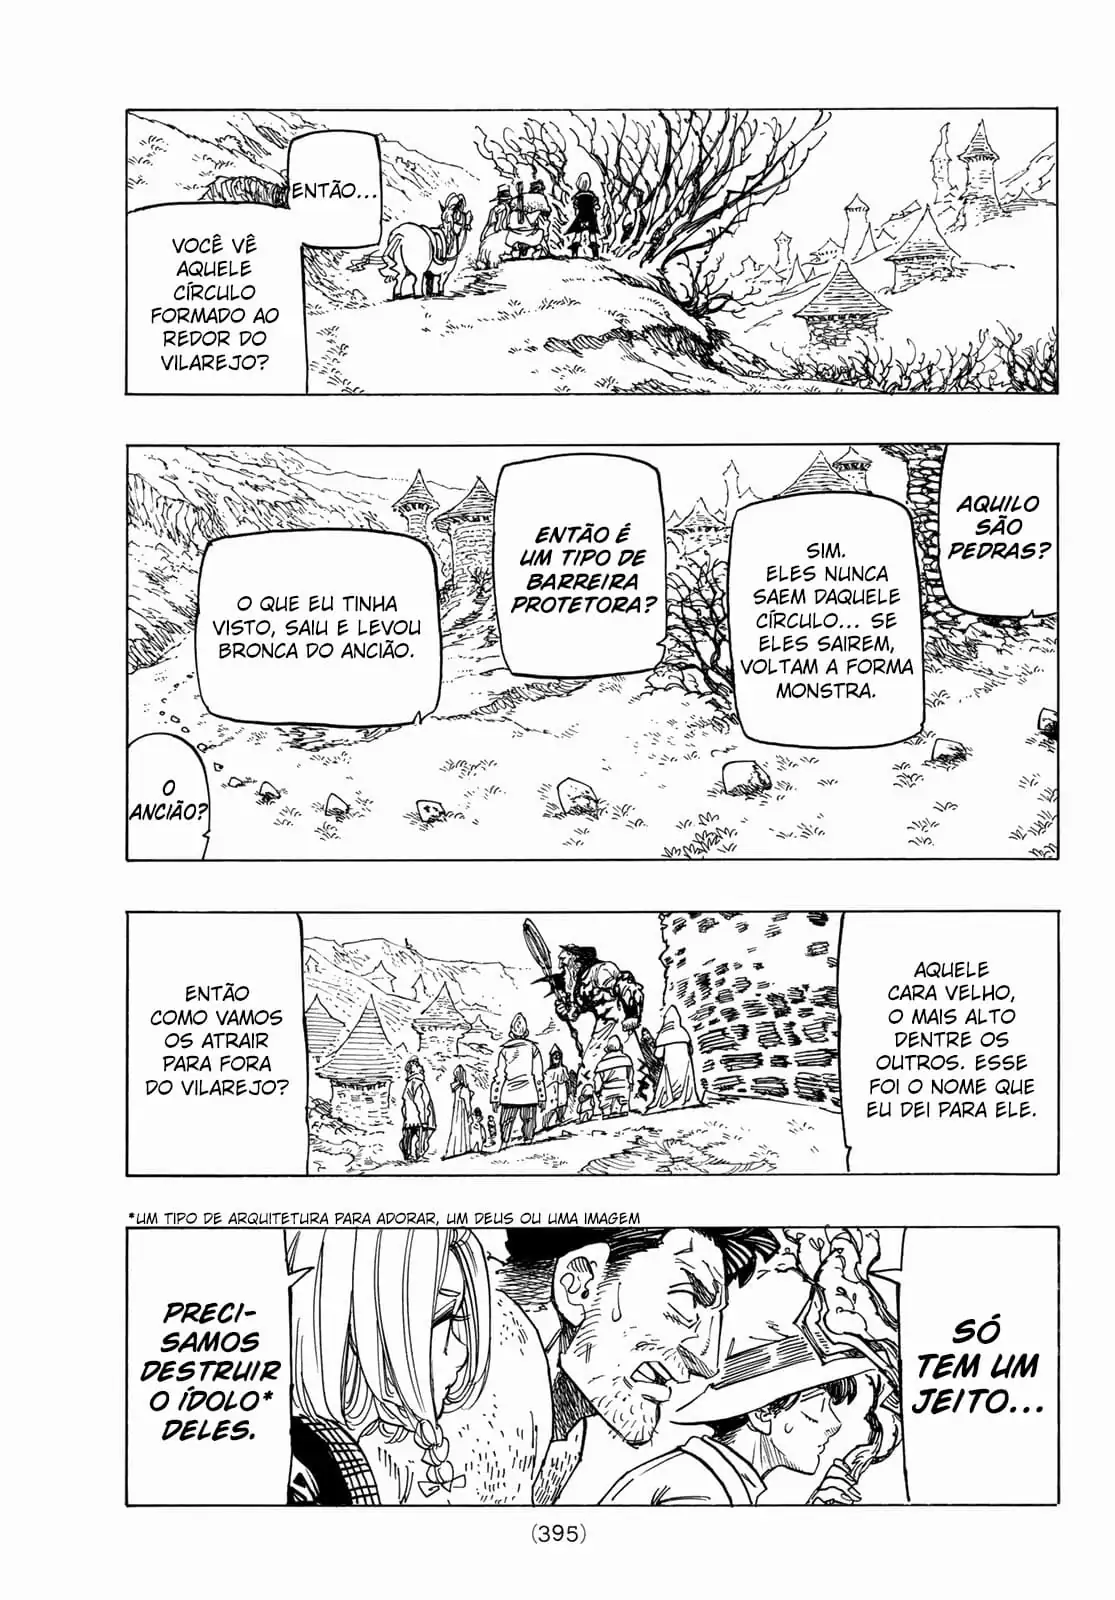 ENTÃO...
VOCÊ VÊ
AQUELE
CÍRCULO
FORMADO AO
REDOR DO
VILAREJO?
AQUILO
SÃO
PEDRAS?
SIM.
ELES NUNCA
SAEM DAQUELE
CÍRCULO... SE
ELES SAIREM,
VOLTAM A FORMA
MONSTRA.
ENTÃO É
UM TIPO DE
BARREIRA
PROTETORA?
O QUE EU TINHA
VISTO, SAIU E LEVOU
BRONCA DO ANCIÃO.
O
ANCIÃO?
AQUELE
CARA VELHO,
O MAIS ALTO
DENTRE OS
OUTROS. ESSE
FOI O NOME QUE
EU DEI PARA ELE.
ENTÃO
COMO VAMOS
OS ATRAIR
PARA FORA
DO VILAREJO?
*UM TIPO DE ARQUITETURA PARA ADORAR, UM DEUS OU UMA IMAGEM
SÓ
TEM UM
JEITO...
PRECI-
SAMOS
DESTRUIR
O ÍDOLO*
DELES.
(395)